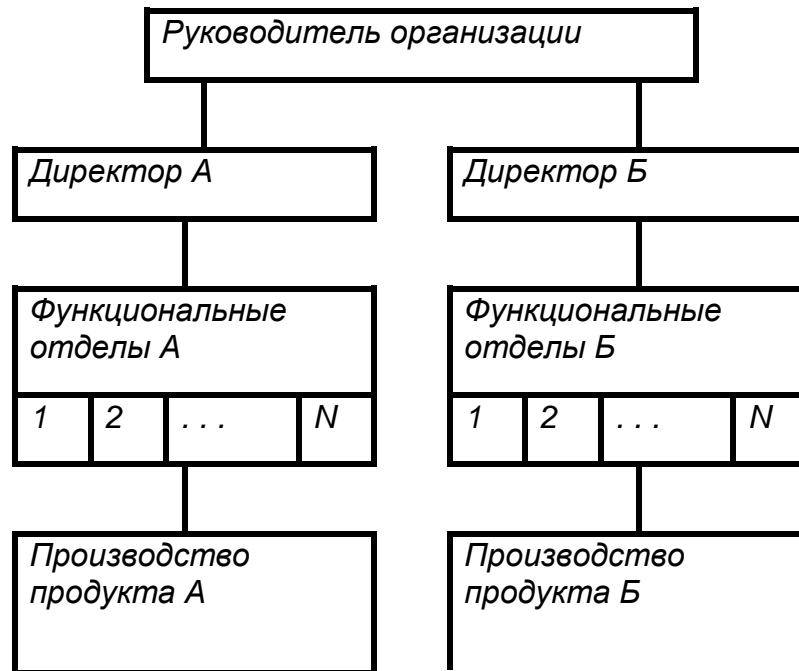 Руководитель организации
Директор А
Директор Б
Функциональные
отделы А
Функциональные
отделы Б
1 2 . . . N
1 2 . . . N
Производство
продукта А
Производство
продукта Б